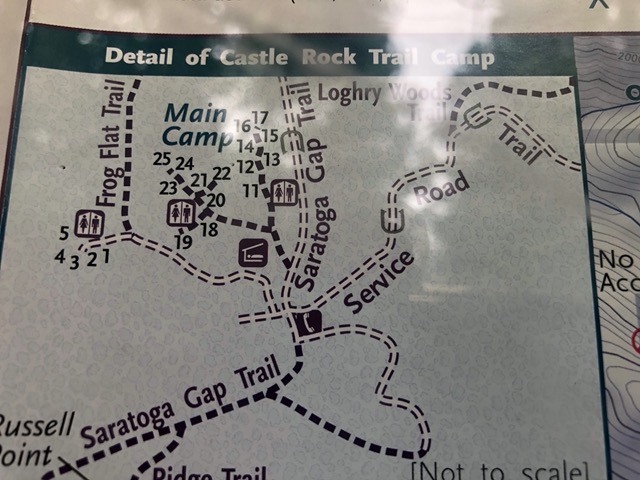 Detail of Castle Rock Trail Camp
Frog Flat Trail
Main
Camp
17
16
15
14
13
12
11
25 24
22
21
23
20
18
19
5
4 3 2 1
Saratoga Gap Trail
Loghry Woods
Trail
Trail
Service Road
Saratoga Gap Trail
Russell
Point
Ridge Trail
[Not to scale]
No
Acc
200